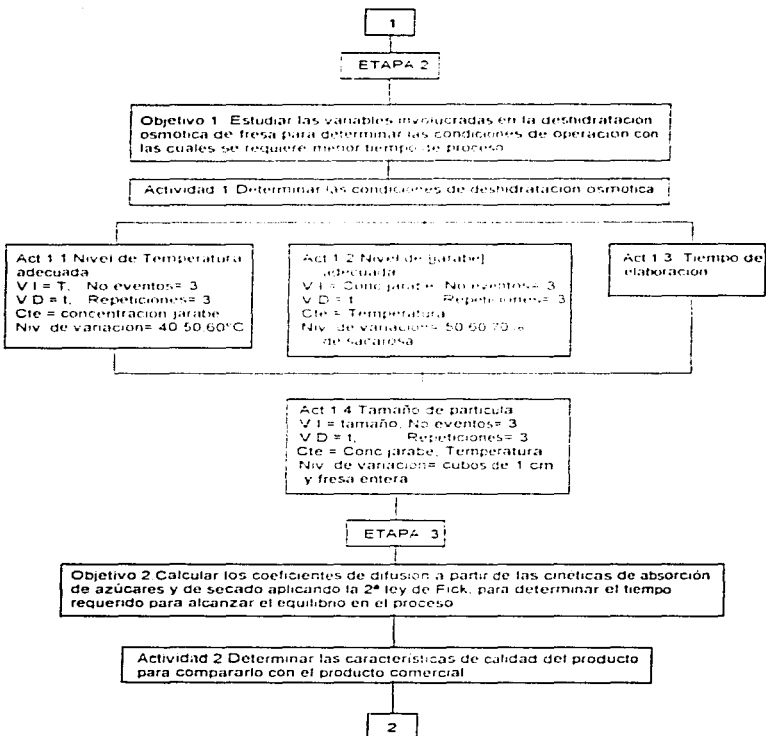 1
ETAPA 2
Objetivo 1 Estudiar las variables involucradas en la deshidratación
osmotica de fresa para determinar las condiciones de operacion con
las cuales se requiere menor tiempo de proceso
Actividad 1 Determinar las condiciones de deshidratacion osmotica
Act 1 1 Nivel de Temperatura
adecuada
V I = T, No eventos= 3
V D = t, Repeticiones= 3
Cte = concentracion jarabe
Niv de variacion= 40 50 60°C
Act 1 2 Nivel de [jarabe]
adecuada
V I = Conc jarabe No eventos= 3
V D = t Repeticiones= 3
Cte = Temperatura
Niv de variacion= 50 60 70%
de sacarosa
Act 1 3 Tiempo de
elaboracion
Act 1 4 Tamaño de particula
V I = tamaño, No eventos= 3
V D = t, Repeticiones= 3
Cte = Conc jarabe, Temperatura
Niv de variacion= cubos de 1 cm
y fresa entera
ETAPA 3
Objetivo 2 Calcular los coeficientes de difusion a partir de las cinéticas de absorción
de azúcares y de secado aplicando la 2ª ley de Fick, para determinar el tiempo
requerido para alcanzar el equilibrio en el proceso
Actividad 2 Determinar las caracteristicas de calidad del producto
para compararlo con el producto comercial
2